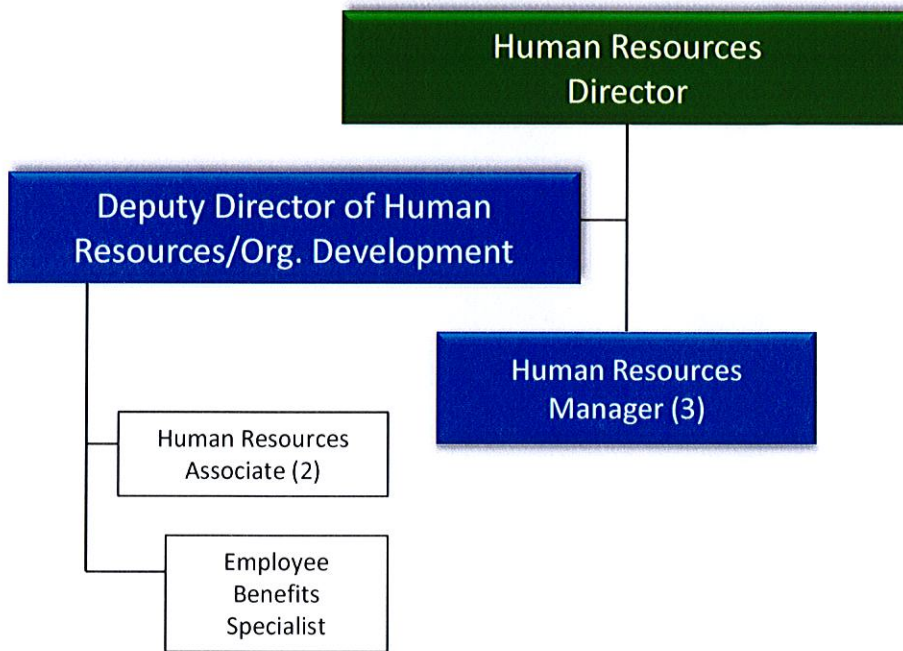 Human Resources
Director
Deputy Director of Human
Resources/Org. Development
Human Resources
Manager (3)
Human Resources
Associate (2)
Employee
Benefits
Specialist